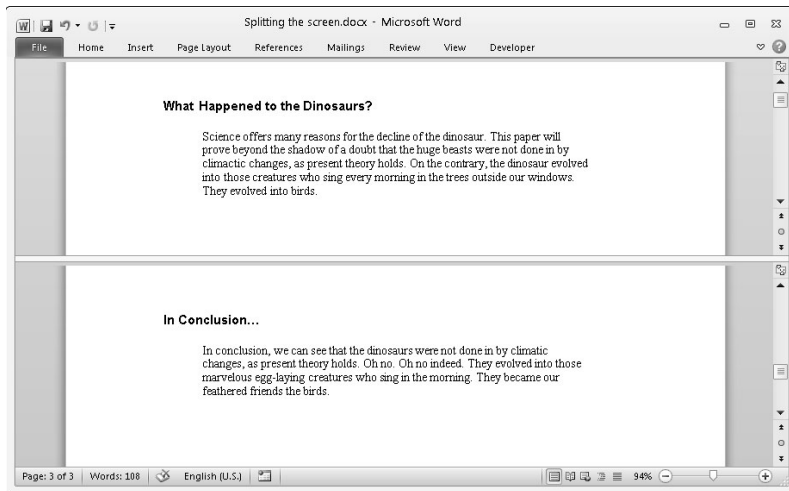 Splitting the screen.docx - Microsoft Word
File Home Insert Page Layout References Mailings Review View Developer
What Happened to the Dinosaurs?
Science offers many reasons for the decline of the dinosaur. This paper will
prove beyond the shadow of a doubt that the huge beasts were not done in by
climactic changes, as present theory holds. On the contrary, the dinosaur evolved
into those creatures who sing every morning in the trees outside our windows.
They evolved into birds.
In Conclusion…
In conclusion, we can see that the dinosaurs were not done in by climatic
changes, as present theory holds. Oh no. Oh no indeed. They evolved into those
marvelous egg-laying creatures who sing in the morning. They became our
feathered friends the birds.
Page: 3 of 3 Words: 108 English (U.S.) 94%